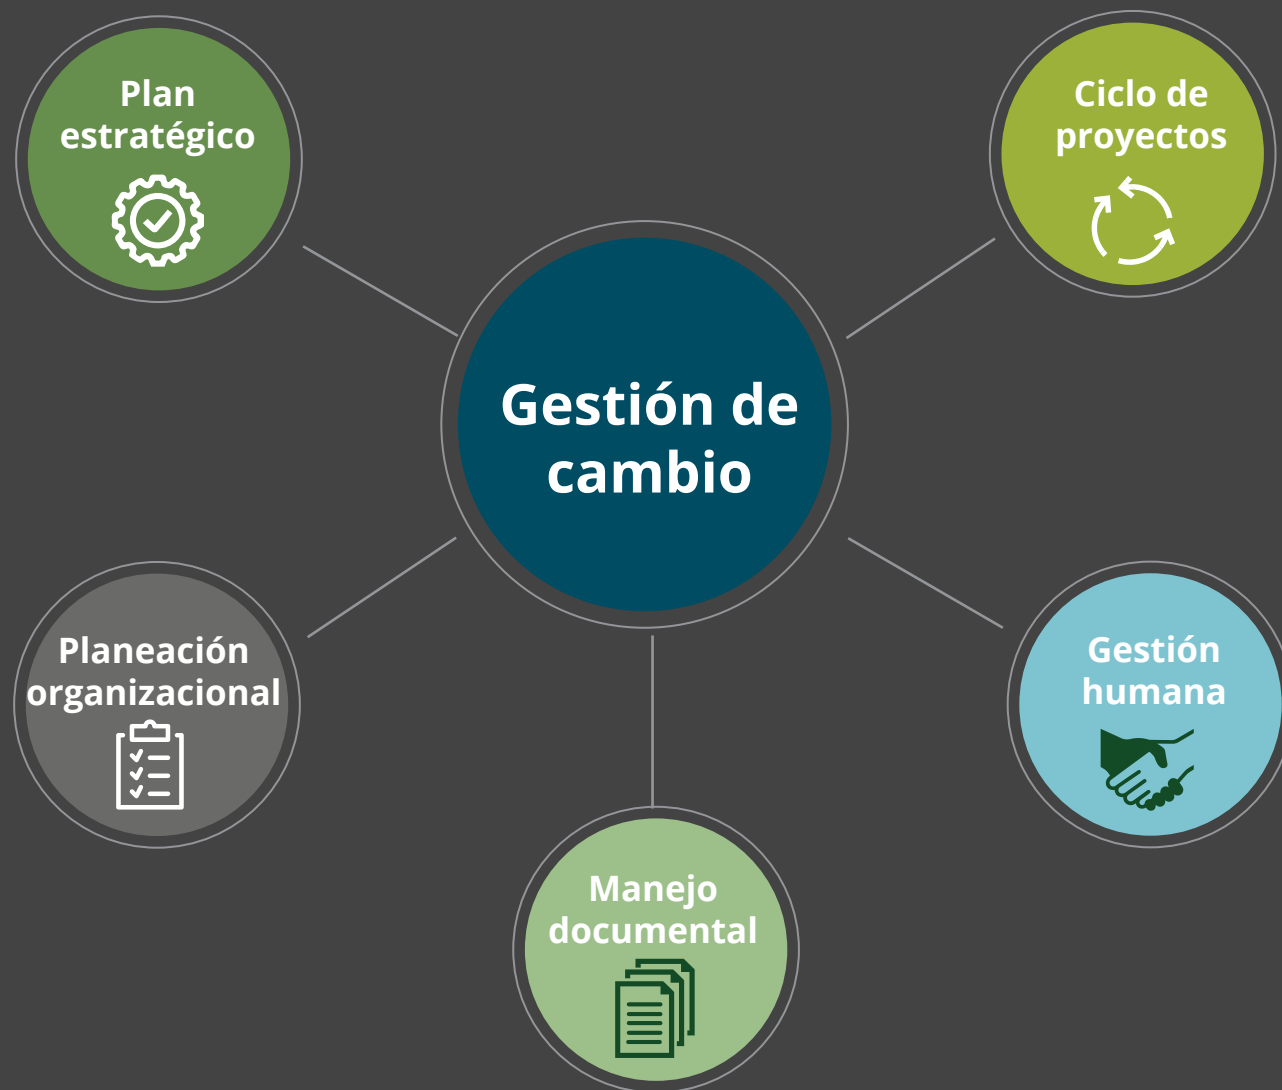 Plan
estratégico
Ciclo de
proyectos
Gestión de
cambio
Planeación
organizacional
Gestión
humana
Manejo
documental